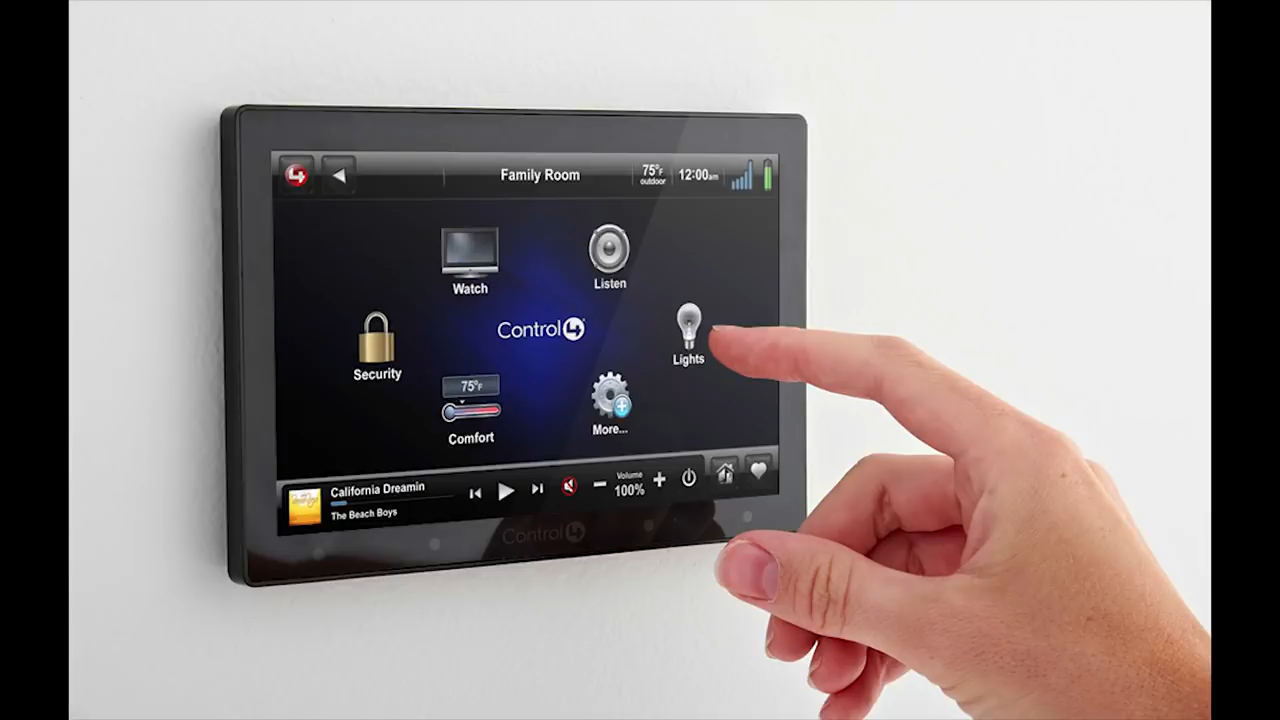 Family Room
75°F
outdoor
12:00am
Watch
Listen
Control4
Lights
Security
75°F
Comfort
More...
California Dreamin
The Beach Boys
Volume
100%
Control4